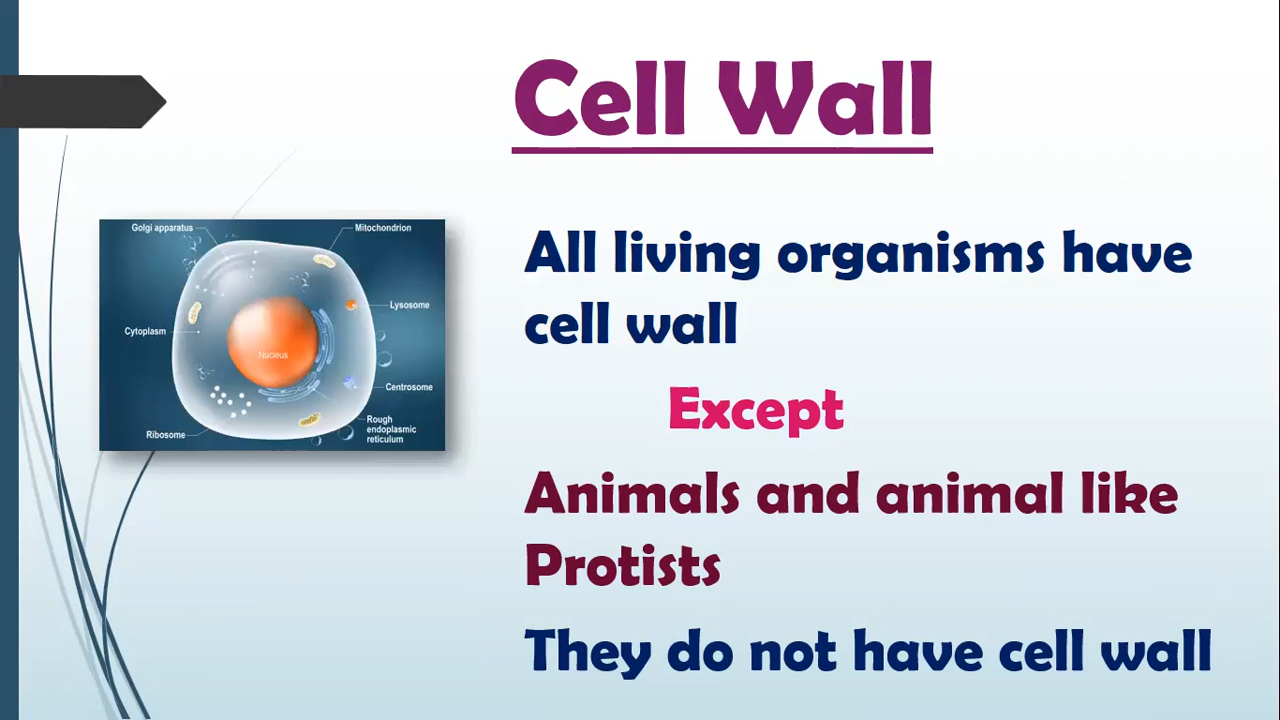 Cell Wall
Golgi apparatus
Mitochondrion
Lysosome
Cytoplasm
Nucleus
Centrosome
Rough
endoplasmic
reticulum
Ribosome
All living organisms have
cell wall
Except
Animals and animal like
Protists
They do not have cell wall